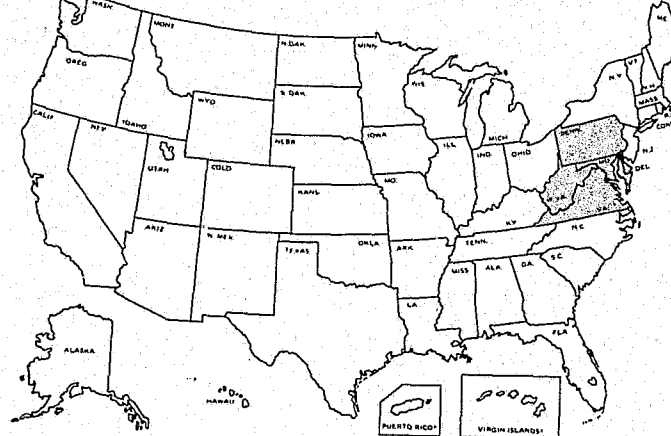 WASH.
MONT.
N.DAK.
MINN.
ME.
OREG.
IDAHO
WYO.
S.DAK.
WIS.
MICH.
N.Y.
VT.
N.H.
MASS.
CONN
CALIF.
NEV.
UTAH
COLO.
NEBR.
IOWA
ILL.
IND.
OHIO
PENN.
N.J.
MD.
DEL.
KANS.
MO.
KY.
W.VA.
VA.
ARIZ.
N.MEX.
TEXAS
OKLA.
ARK.
TENN.
N.C.
MISS.
ALA.
GA.
S.C.
LA.
FLA.
ALASKA
HAWAII
PUERTO RICO
VIRGIN ISLANDS